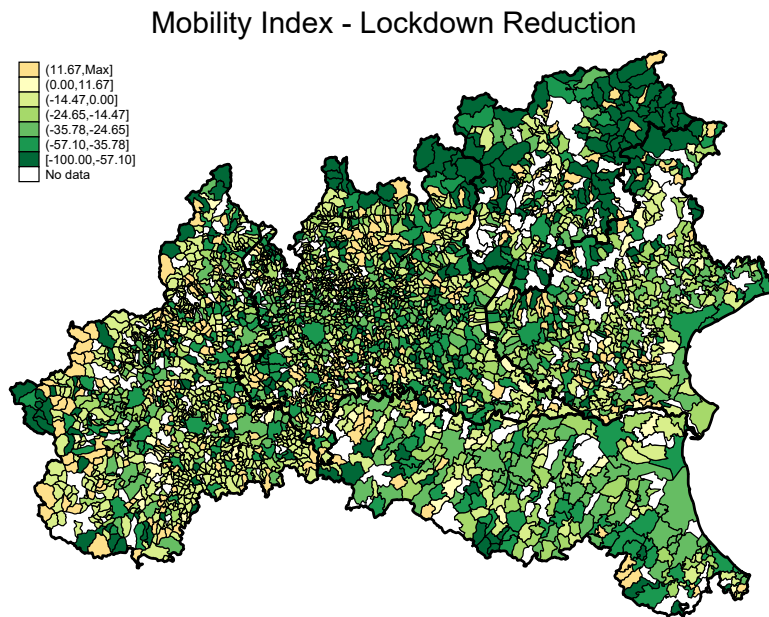 Mobility Index - Lockdown Reduction
(11.67,Max]
(0.00,11.67]
(-14.47,0.00]
(-24.65,-14.47]
(-35.78,-24.65]
(-57.10,-35.78]
[-100.00,-57.10]
No data